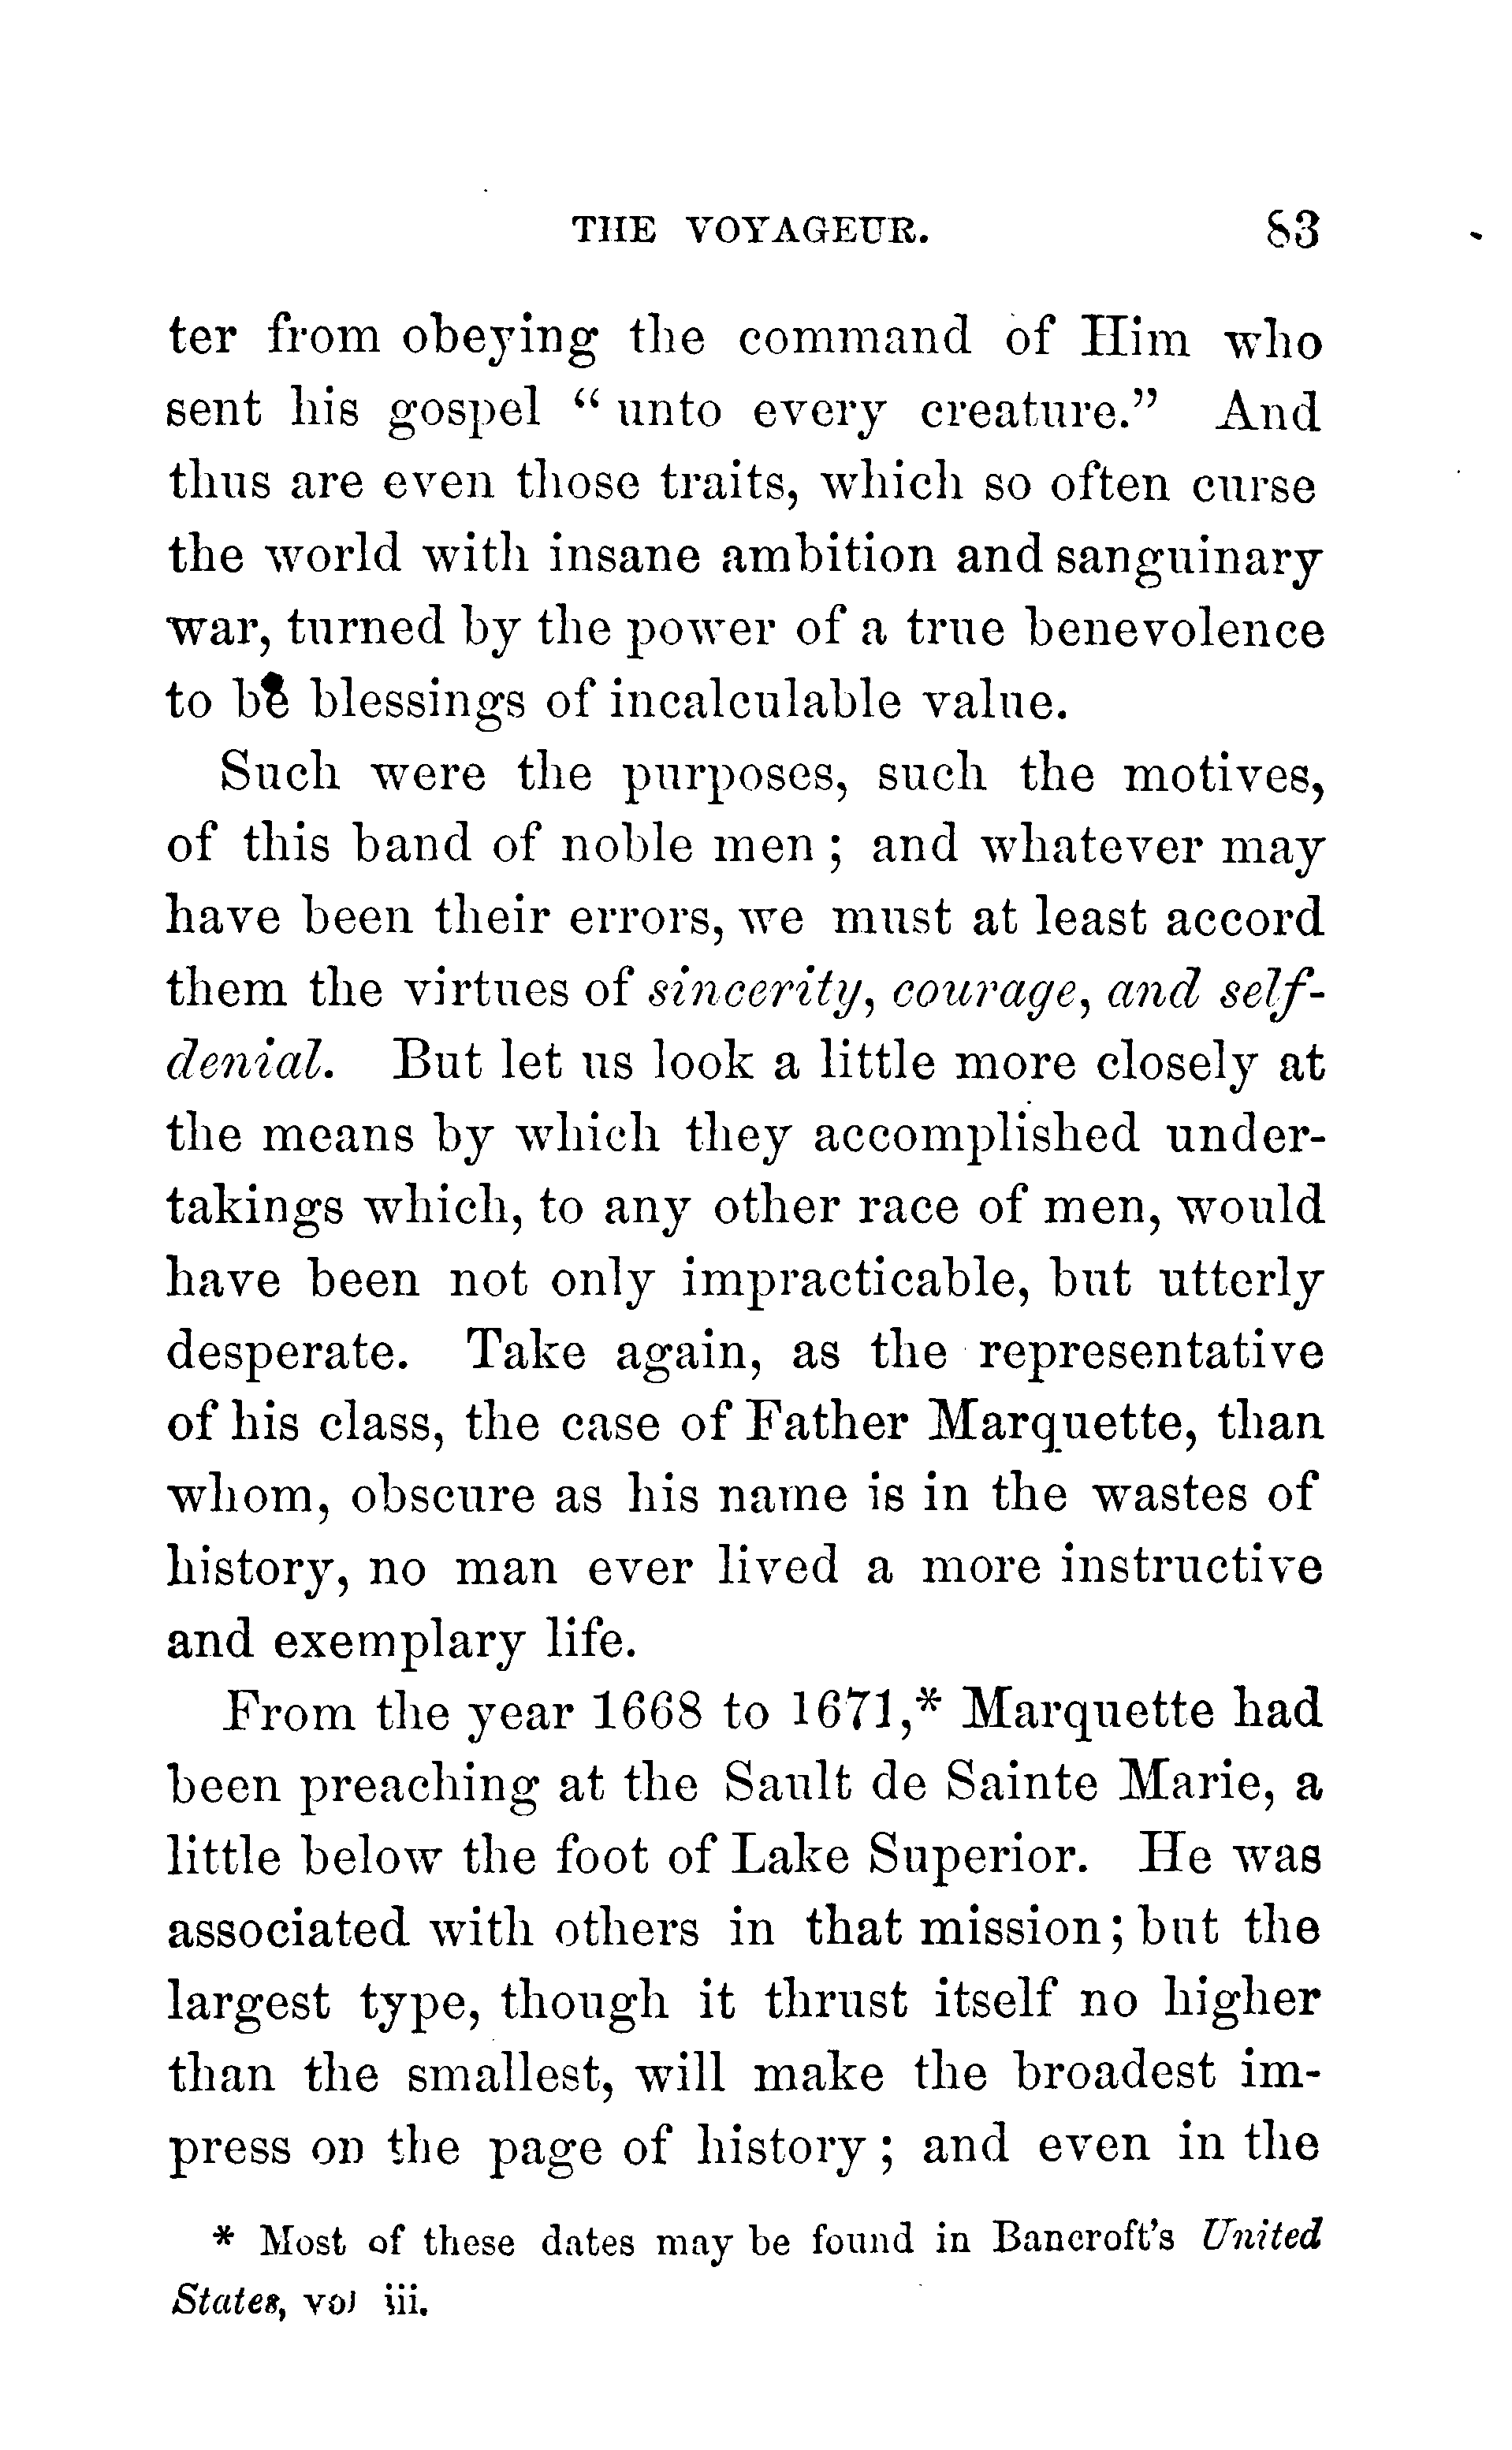 THE VOYAGEUR. 83
ter from obeying the command of Him who
sent his gospel “unto every creature.” And
thus are even those traits, which so often curse
the world with insane ambition and sanguinary
war, turned by the power of a true benevolence
to be blessings of incalculable value.
Such were the purposes, such the motives,
of this band of noble men; and whatever may
have been their errors, we must at least accord
them the virtues of sincerity, courage, and self-
denial. But let us look a little more closely at
the means by which they accomplished under-
takings which, to any other race of men, would
have been not only impracticable, but utterly
desperate. Take again, as the representative
of his class, the case of Father Marquette, than
whom, obscure as his name is in the wastes of
history, no man ever lived a more instructive
and exemplary life.
From the year 1668 to 1671,* Marquette had
been preaching at the Sault de Sainte Marie, a
little below the foot of Lake Superior. He was
associated with others in that mission; but the
largest type, though it thrust itself no higher
than the smallest, will make the broadest im-
press on the page of history; and even in the
* Most of these dates may be found in Bancroft's United
States, vol iii.